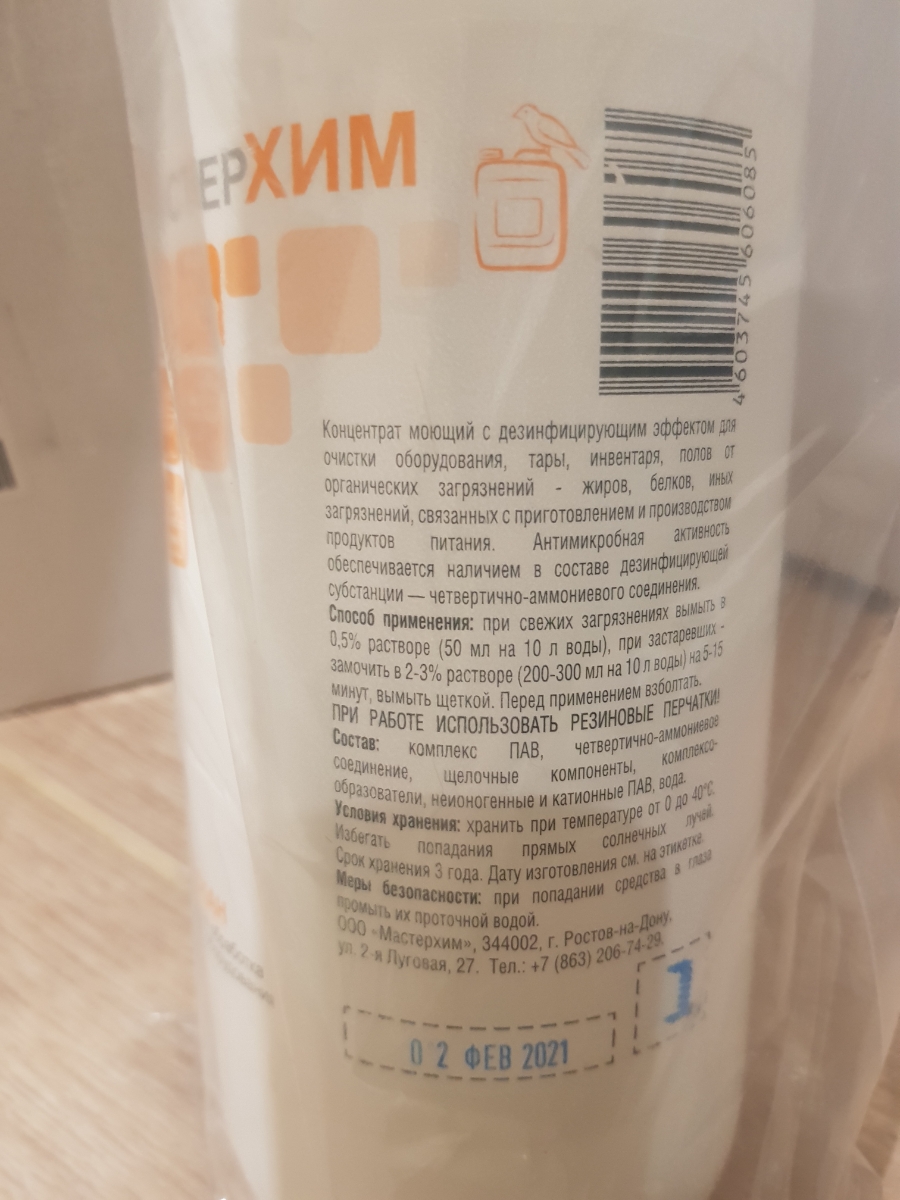 ЕРХИМ
4 603745 606085
Концентрат моющий с дезинфицирующим эффектом для
очистки оборудования, тары, инвентаря, полов от
органических загрязнений - жиров, белков, иных
загрязнений, связанных с приготовлением и производством
продуктов питания. Антимикробная активность
обеспечивается наличием в составе дезинфицирующей
субстанции — четвертично-аммониевого соединения.
Способ применения: при свежих загрязнениях вымыть в
0,5% растворе (50 мл на 10 л воды), при застаревших -
замочить в 2-3% растворе (200-300 мл на 10 л воды) на 5-15
минут, вымыть щеткой. Перед применением взболтать.
ПРИ РАБОТЕ ИСПОЛЬЗОВАТЬ РЕЗИНОВЫЕ ПЕРЧАТКИ!
Состав: комплекс ПАВ, четвертично-аммониевое
соединение, щелочные компоненты, комплексо-
образователи, неионогенные и катионные ПАВ, вода.
Условия хранения: хранить при температуре от 0 до 40°С.
Избегать попадания прямых солнечных лучей.
Срок хранения 3 года. Дату изготовления см. на этикетке.
Меры безопасности: при попадании средства в глаза
промыть их проточной водой.
ООО «Мастерхим», 344002, г. Ростов-на-Дону,
ул. 2-я Луговая, 27. Тел.: +7 (863) 206-74-29.
1
02 ФЕВ 2021